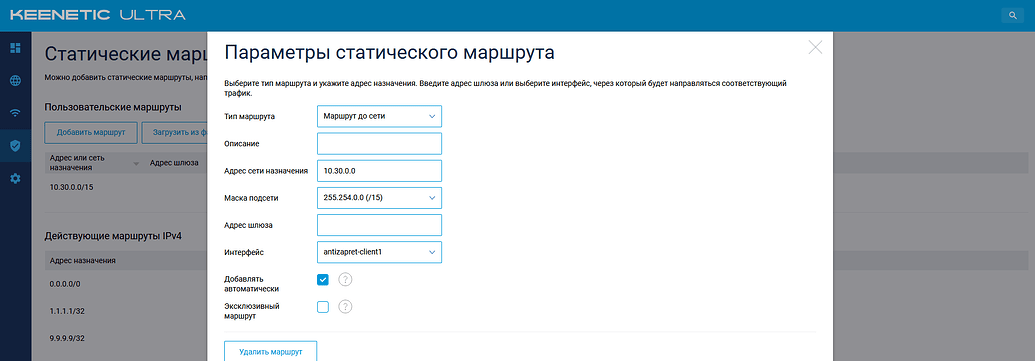 KEENETIC ULTRA
Статические мар
Можно добавить статические маршруты, нап
Пользовательские маршруты
Добавить маршрут
Загрузить из фа
Адрес или сеть
назначения
Адрес шлюза
10.30.0.0/15
Действующие маршруты IPv4
Адрес назначения
0.0.0.0/0
1.1.1.1/32
9.9.9.9/32
Параметры статического маршрута
Выберите тип маршрута и укажите адрес назначения. Введите адрес шлюза или выберите интерфейс, через который будет направляться соответствующий
трафик.
Тип маршрута
Маршрут до сети
Описание
Адрес сети назначения
10.30.0.0
Маска подсети
255.254.0.0 (/15)
Адрес шлюза
Интерфейс
antizapret-client1
Добавлять
автоматически
?
Эксклюзивный
маршрут
?
Удалить маршрут